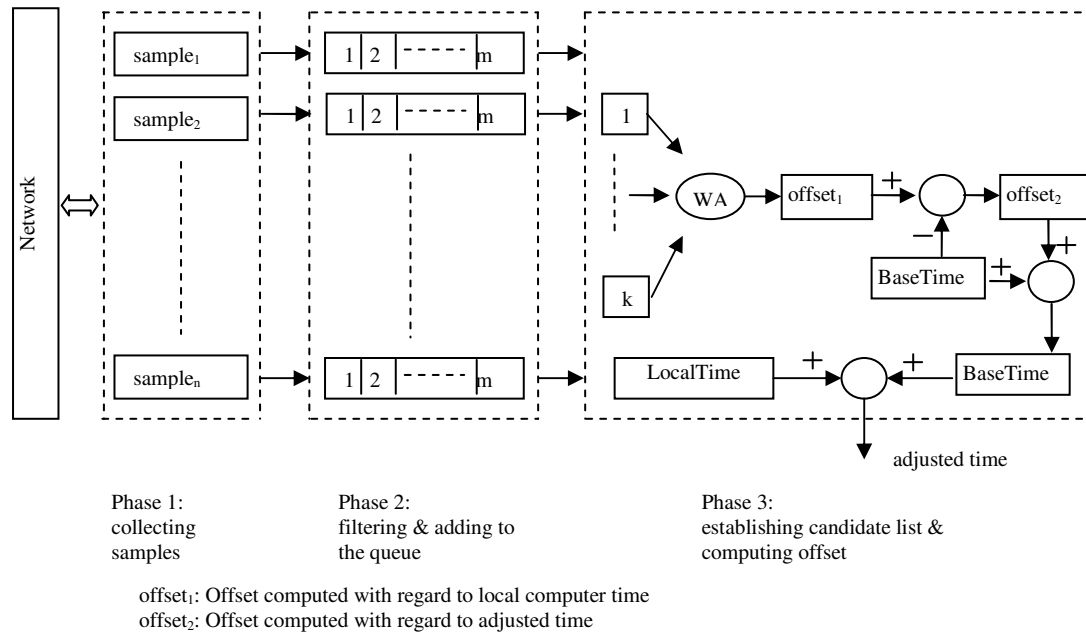 Network
sample₁
1 2 ------ m
sample₂
1 2 ------ m
1
WA
offset₁
+
offset₂
−
+
BaseTime
+
k
sampleₙ
1 2 ------ m
LocalTime
+
+
BaseTime
adjusted time
Phase 1:
collecting
samples
Phase 2:
filtering & adding to
the queue
Phase 3:
establishing candidate list &
computing offset
offset₁: Offset computed with regard to local computer time
offset₂: Offset computed with regard to adjusted time